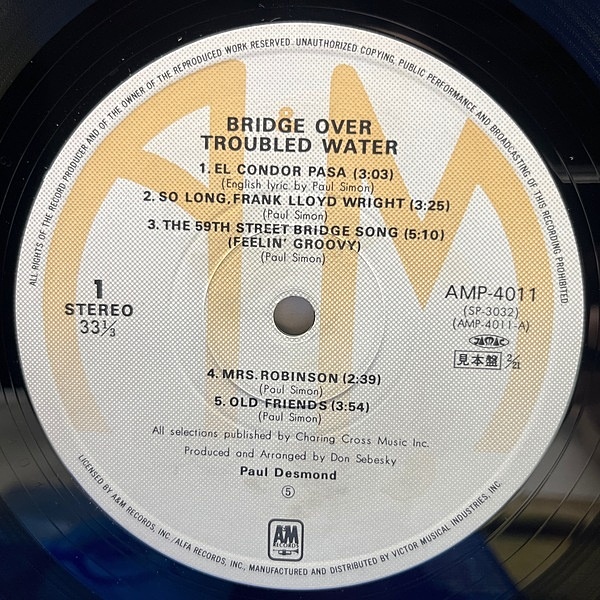 ALL RIGHTS OF THE RECORD PRODUCER AND OF THE OWNER OF THE REPRODUCED WORK RESERVED. UNAUTHORIZED COPYING, PUBLIC PERFORMANCE AND BROADCASTING OF THIS RECORD PROHIBITED.
BRIDGE OVER
TROUBLED WATER
1. EL CONDOR PASA (3:03)
(English lyric by Paul Simon)
2. SO LONG, FRANK LLOYD WRIGHT (3:25)
(Paul Simon)
3. THE 59TH STREET BRIDGE SONG (5:10)
(FEELIN' GROOVY)
(Paul Simon)
1
STEREO
33⅓
AMP-4011
(SP-3032)
(AMP-4011-A)
JASRAC
見本盤 2/21
4. MRS. ROBINSON (2:39)
(Paul Simon)
5. OLD FRIENDS (3:54)
(Paul Simon)
All selections published by Charing Cross Music Inc.
Produced and Arranged by Don Sebesky
Paul Desmond
⑤
A&M
RECORDS
LICENSED BY A&M RECORDS, INC./ALFA RECORDS, INC., MANUFACTURED AND DISTRIBUTED BY VICTOR MUSICAL INDUSTRIES, INC.